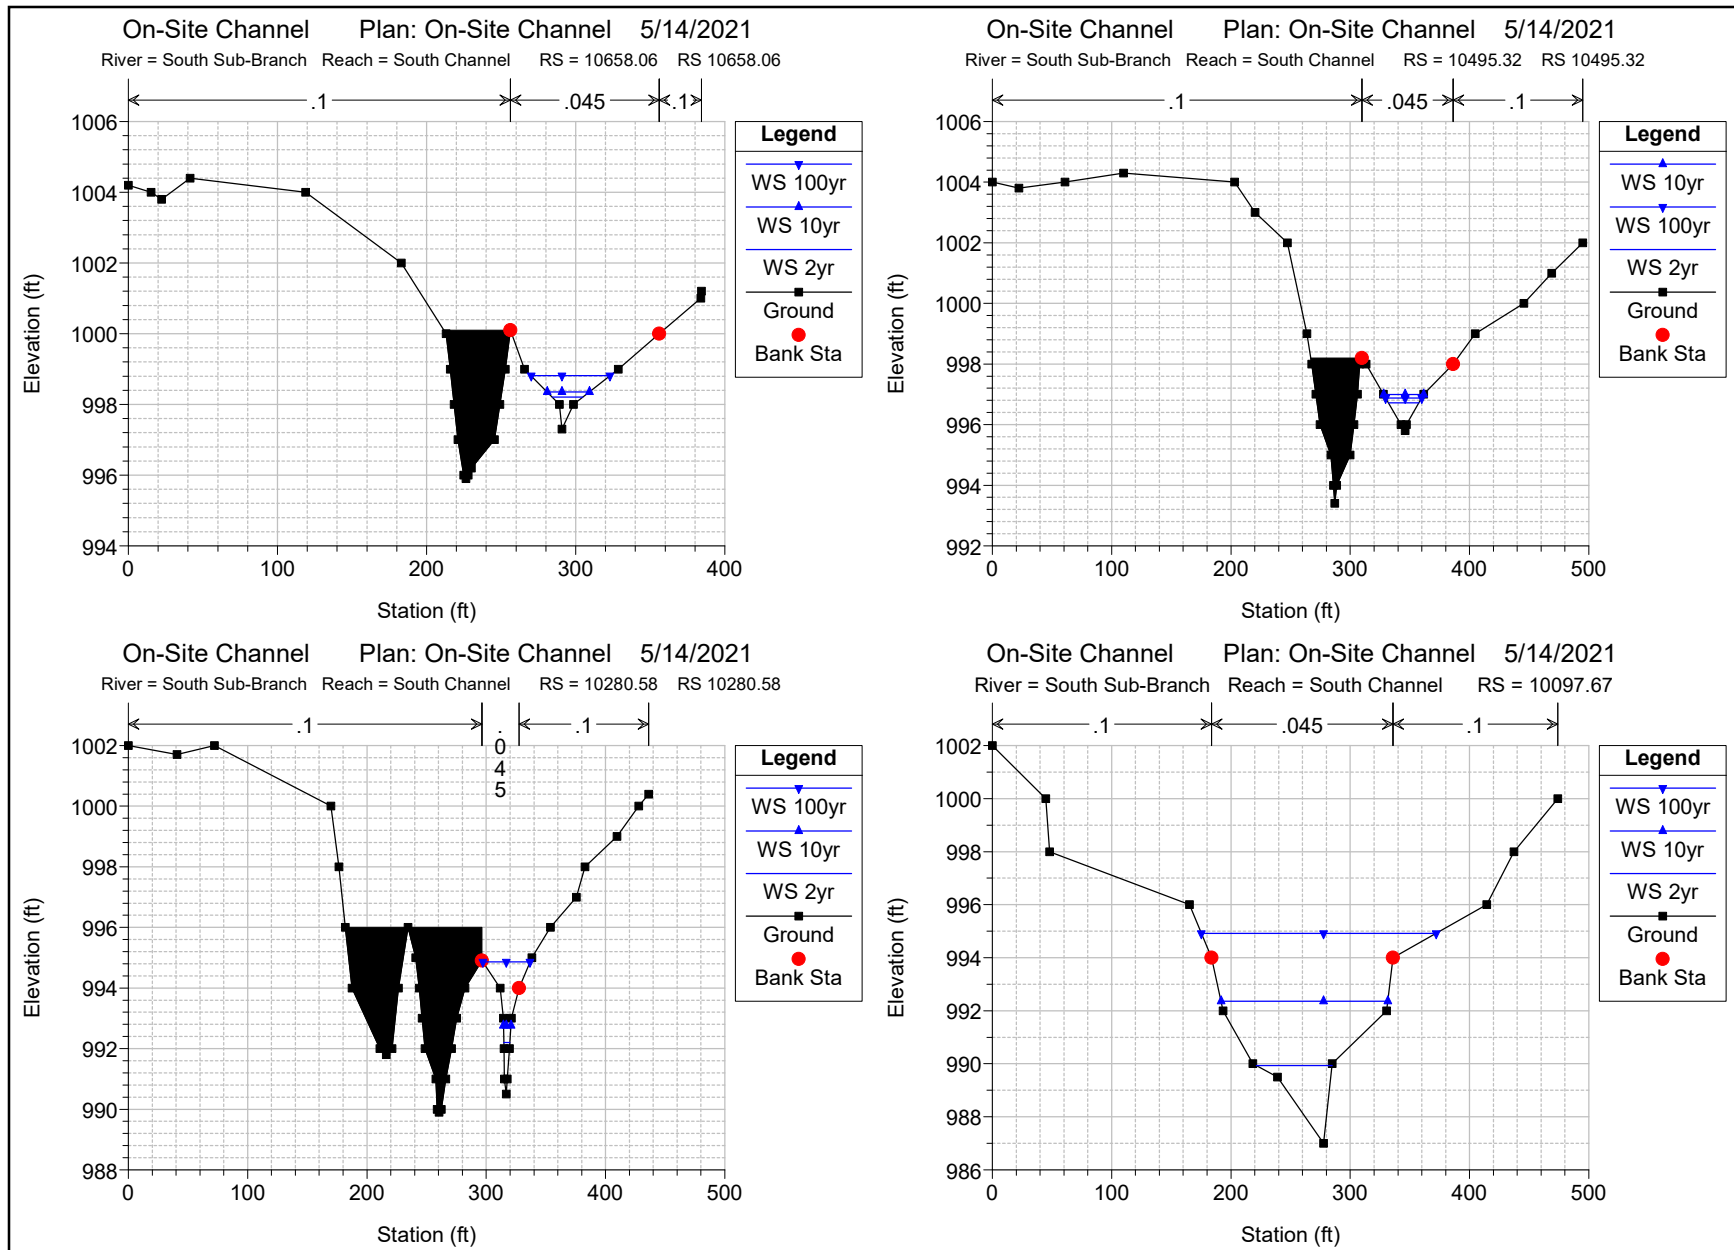 On-Site Channel Plan: On-Site Channel 5/14/2021
River = South Sub-Branch Reach = South Channel RS = 10658.06 RS 10658.06
.1 .045 .1
1006
1004
1002
1000
998
996
994
0 100 200 300 400
Station (ft)
Elevation (ft)
Legend
WS 100yr
WS 10yr
WS 2yr
Ground
Bank Sta
On-Site Channel Plan: On-Site Channel 5/14/2021
River = South Sub-Branch Reach = South Channel RS = 10495.32 RS 10495.32
.1 .045 .1
1006
1004
1002
1000
998
996
994
992
0 100 200 300 400 500
Station (ft)
Elevation (ft)
Legend
WS 10yr
WS 100yr
WS 2yr
Ground
Bank Sta
On-Site Channel Plan: On-Site Channel 5/14/2021
River = South Sub-Branch Reach = South Channel RS = 10280.58 RS 10280.58
.1 . .1
0
4
5
1002
1000
998
996
994
992
990
988
0 100 200 300 400 500
Station (ft)
Elevation (ft)
Legend
WS 100yr
WS 10yr
WS 2yr
Ground
Bank Sta
On-Site Channel Plan: On-Site Channel 5/14/2021
River = South Sub-Branch Reach = South Channel RS = 10097.67
.1 .045 .1
1002
1000
998
996
994
992
990
988
986
0 100 200 300 400 500
Station (ft)
Elevation (ft)
Legend
WS 100yr
WS 10yr
WS 2yr
Ground
Bank Sta